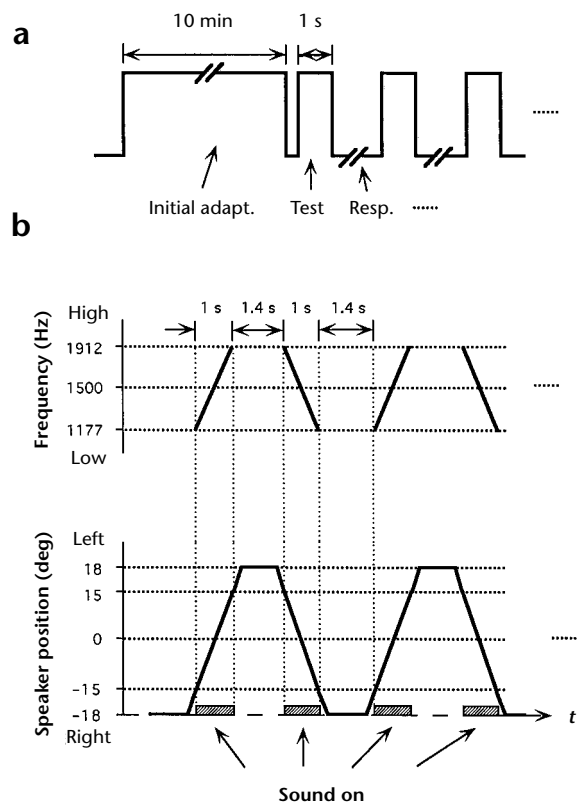 a
10 min 1 s
......
Initial adapt. Test Resp. ......
b
1 s 1.4 s 1 s 1.4 s
High
1912
1500
1177
Low
Frequency (Hz)
......
Left
18
15
0
-15
-18
Right
Speaker position (deg)
......
t
Sound on